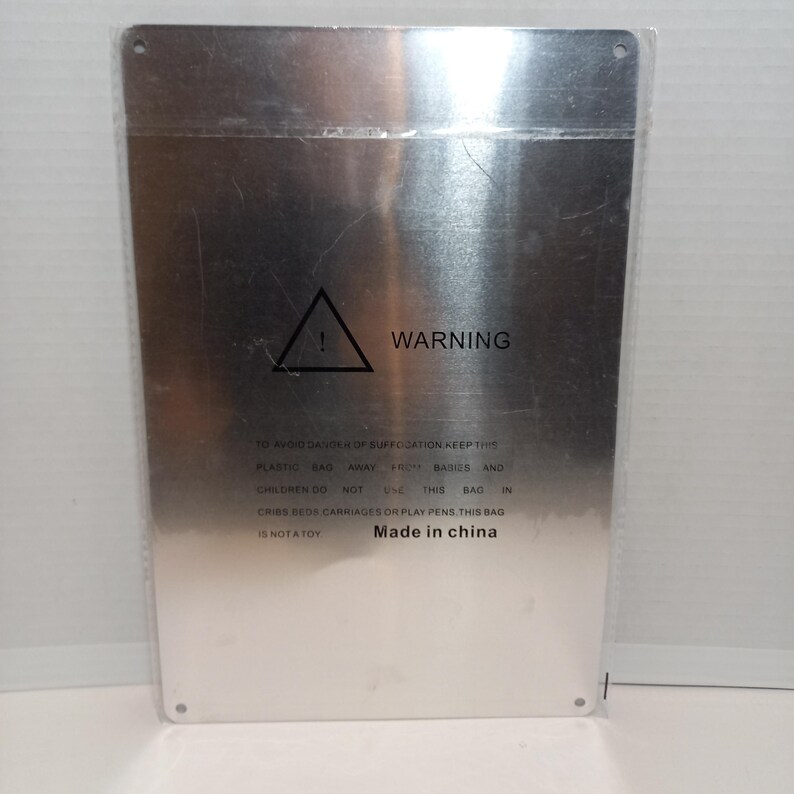 !
WARNING
TO AVOID DANGER OF SUFFOCATION.KEEP THIS
PLASTIC BAG AWAY FROM BABIES AND
CHILDREN DO NOT USE THIS BAG IN
CRIBS,BEDS,CARRIAGES OR PLAY PENS.THIS BAG
IS NOT A TOY. Made in china